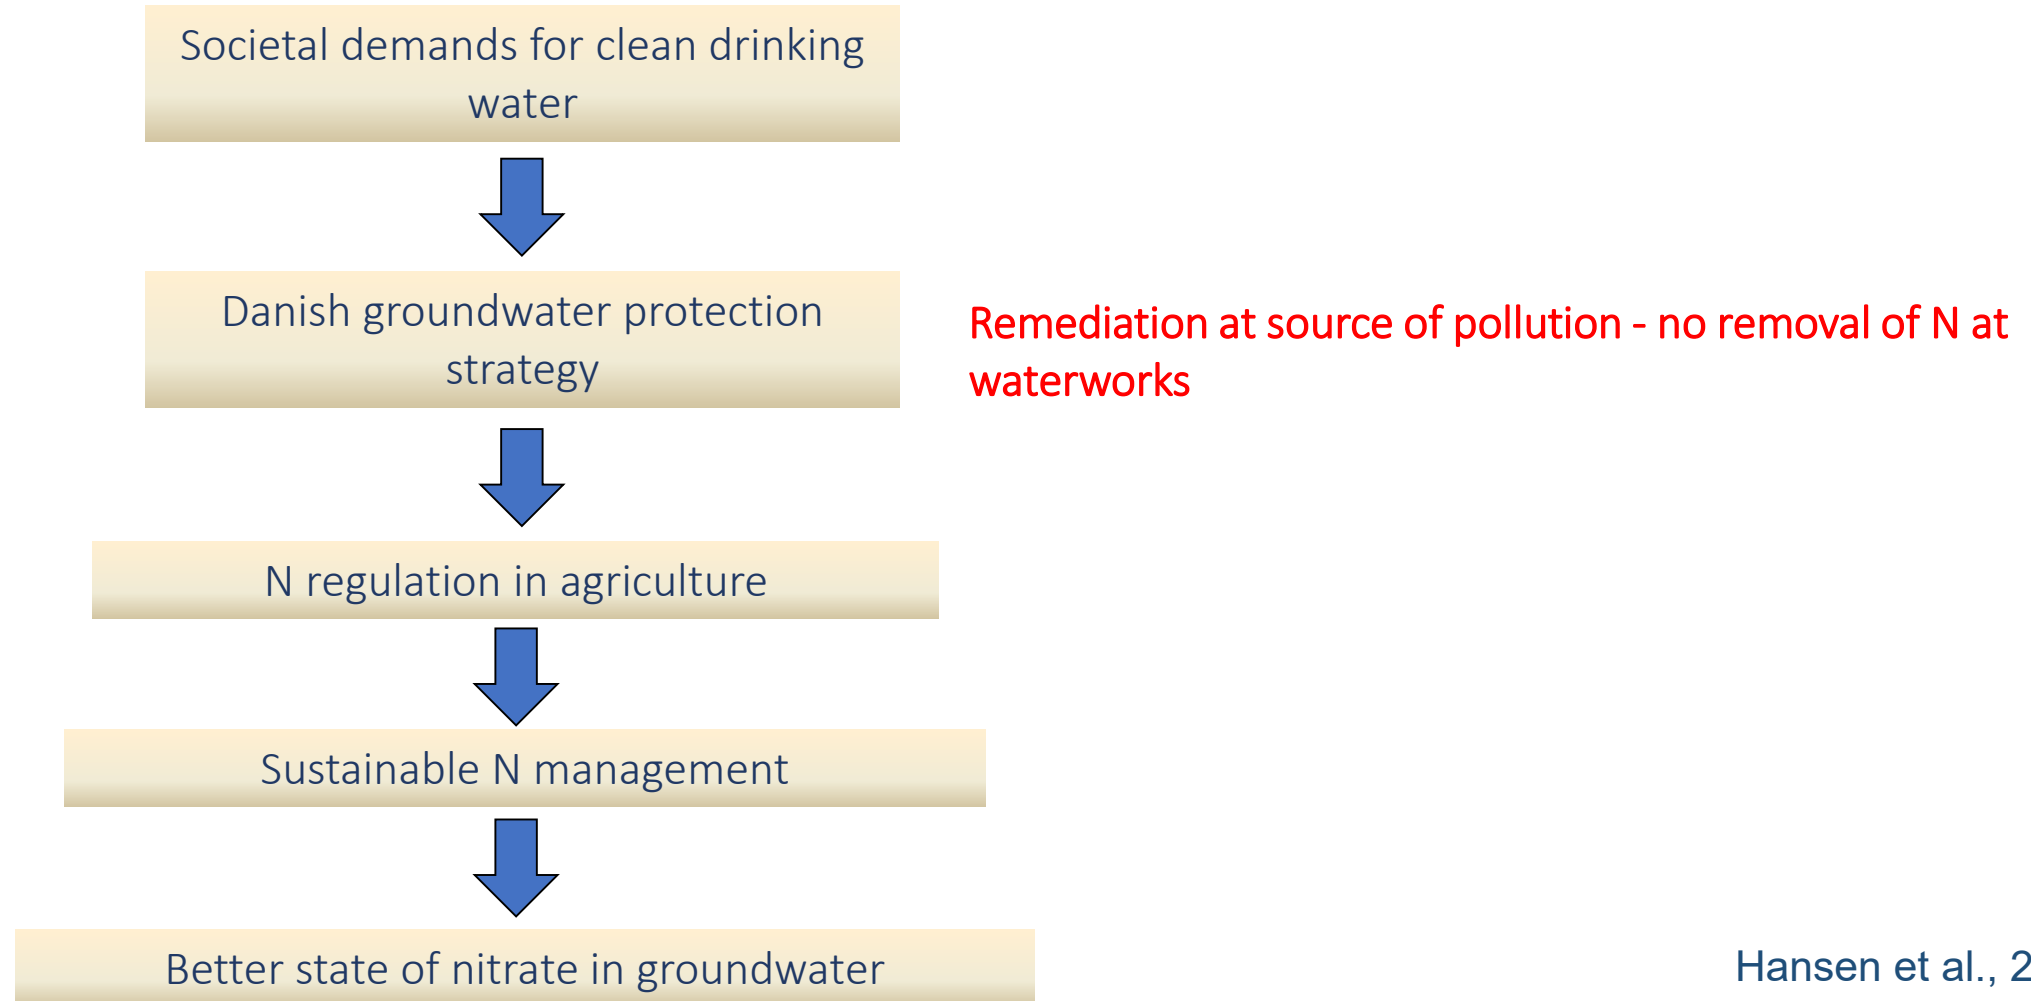 Societal demands for clean drinking
water
Danish groundwater protection
strategy
Remediation at source of pollution - no removal of N at
waterworks
N regulation in agriculture
Sustainable N management
Better state of nitrate in groundwater
Hansen et al., 2